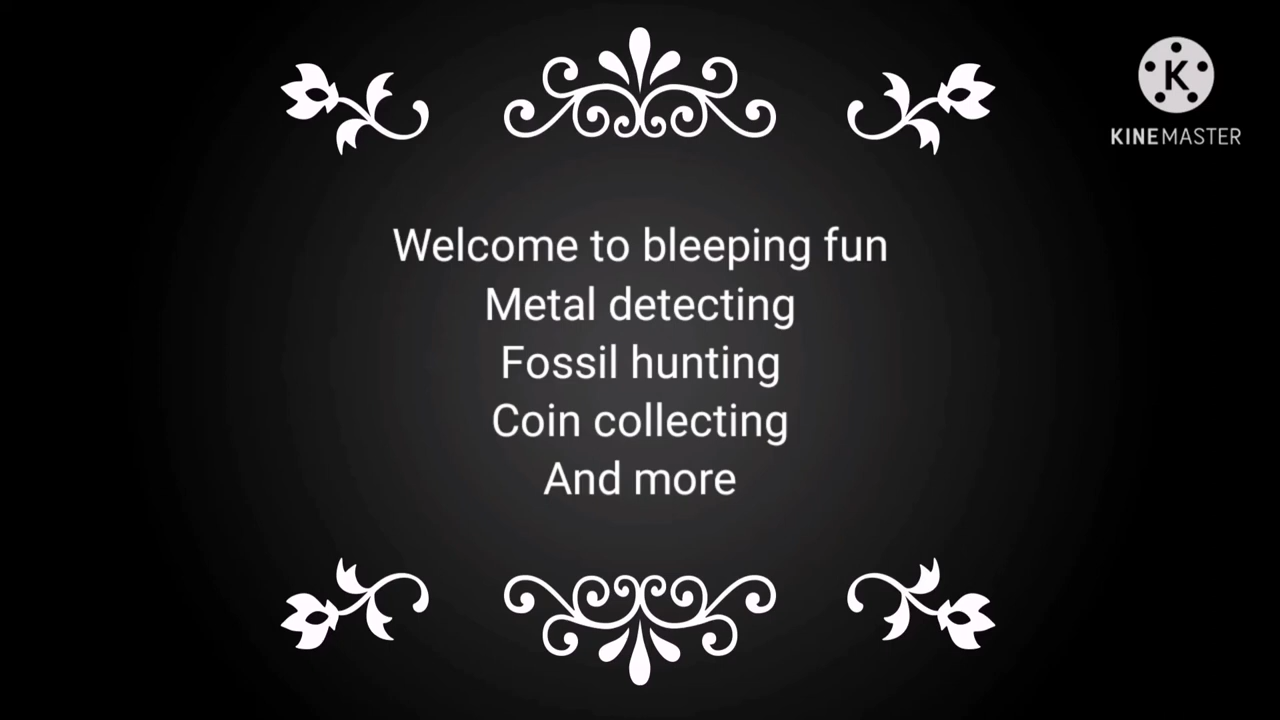 K
KINEMASTER
Welcome to bleeping fun
Metal detecting
Fossil hunting
Coin collecting
And more